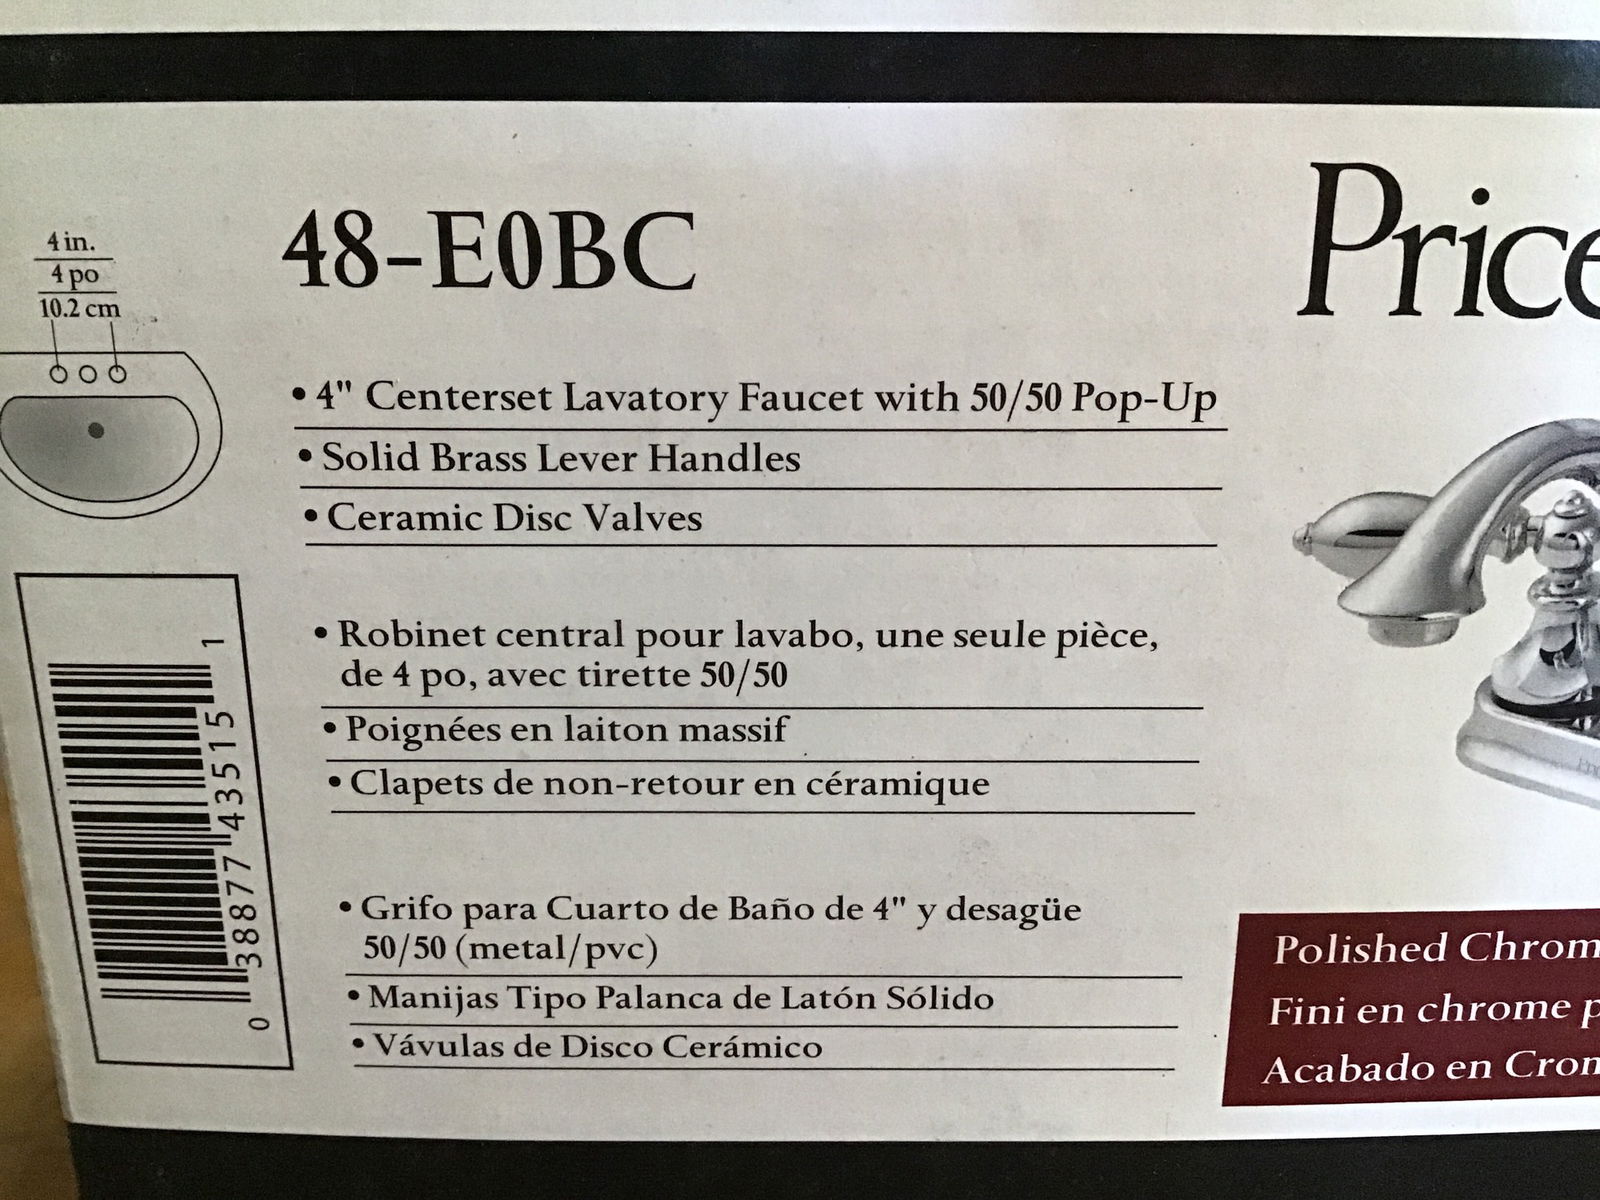 4 in.
4 po
10.2 cm
48-E0BC
• 4" Centerset Lavatory Faucet with 50/50 Pop-Up
• Solid Brass Lever Handles
• Ceramic Disc Valves
• Robinet central pour lavabo, une seule pièce,
de 4 po, avec tirette 50/50
• Poignées en laiton massif
• Clapets de non-retour en céramique
• Grifo para Cuarto de Baño de 4" y desagüe
50/50 (metal/pvc)
• Manijas Tipo Palanca de Latón Sólido
• Vávulas de Disco Cerámico
0 38877 43515 1
Price
Polished Chrom
Fini en chrome p
Acabado en Crom